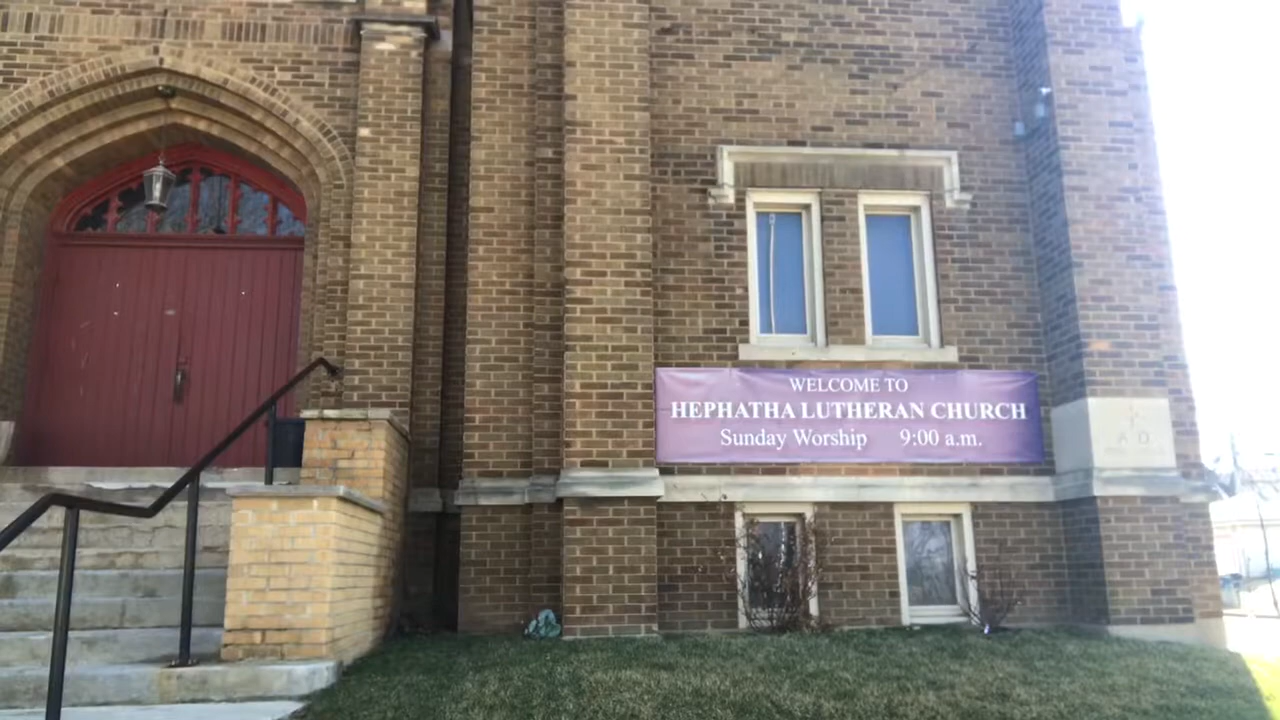 WELCOME TO
HEPHATHA LUTHERAN CHURCH
Sunday Worship 9:00 a.m.
A D